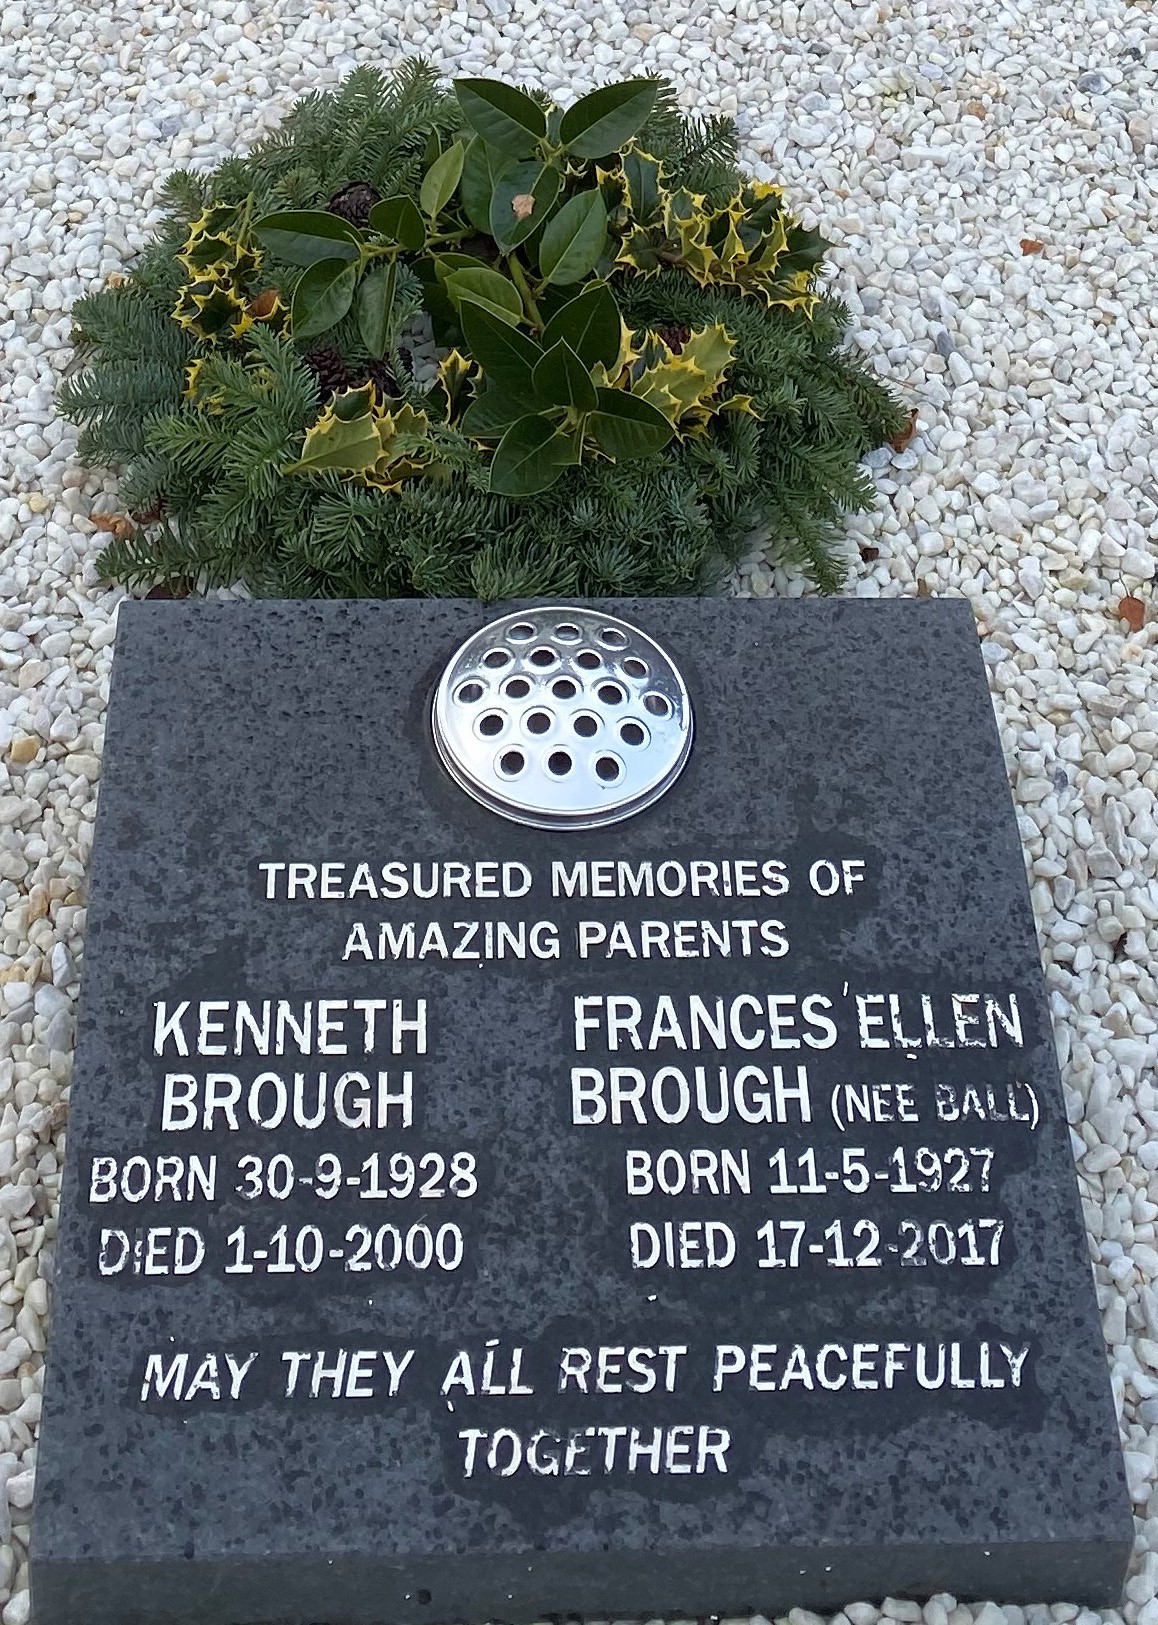 TREASURED MEMORIES OF
AMAZING PARENTS
KENNETH
BROUGH
BORN 30-9-1928
DIED 1-10-2000
FRANCES ELLEN
BROUGH (NEE BALL)
BORN 11-5-1927
DIED 17-12-2017
MAY THEY ALL REST PEACEFULLY
TOGETHER